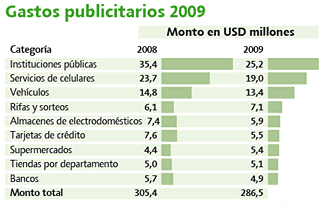 Gastos publicitarios 2009
Monto en USD millones
Categoría 2008 2009
Instituciones públicas 35,4 25,2
Servicios de celulares 23,7 19,0
Vehículos 14,8 13,4
Rifas y sorteos 6,1 7,1
Almacenes de electrodomésticos 7,4 5,9
Tarjetas de crédito 7,6 5,5
Supermercados 4,4 5,4
Tiendas por departamento 5,0 5,1
Bancos 5,7 4,9
Monto total 305,4 286,5